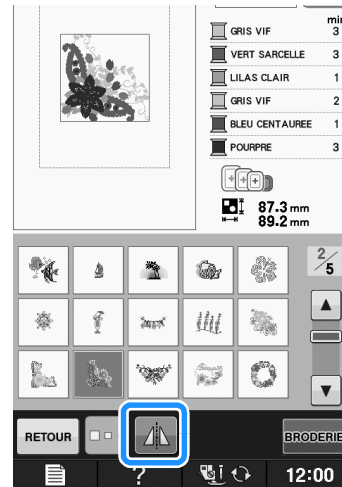 min
GRIS VIF 3
VERT SARCELLE 3
LILAS CLAIR 1
GRIS VIF 2
BLEU CENTAUREE 1
POURPRE 3
87.3 mm
89.2 mm
2/5
RETOUR
BRODERIE
?
12:00